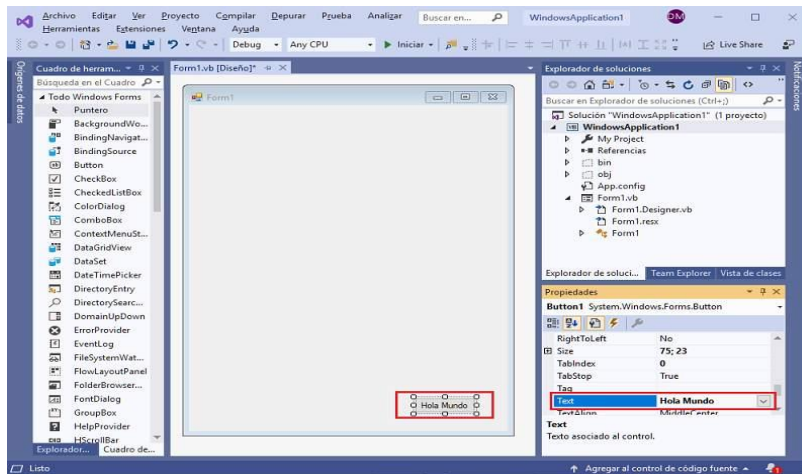 Archivo Editar Ver Proyecto Compilar Depurar Prueba Analizar Buscar en... WindowsApplication1 DM
Herramientas Extensiones Ventana Ayuda
Debug Any CPU Iniciar Live Share
Orígenes de datos
Cuadro de herram...
Búsqueda en el Cuadro
Todo Windows Forms
Puntero
BackgroundWo...
BindingNavigat...
BindingSource
Button
CheckBox
CheckedListBox
ColorDialog
ComboBox
ContextMenuSt...
DataGridView
DataSet
DateTimePicker
DirectoryEntry
DirectorySearc...
DomainUpDown
ErrorProvider
EventLog
FileSystemWat...
FlowLayoutPanel
FolderBrowser...
FontDialog
GroupBox
HelpProvider
HScrollBar
Explorador... Cuadro de...
Form1.vb [Diseño]*
Form1
Hola Mundo
Explorador de soluciones
Buscar en Explorador de soluciones (Ctrl+;)
Solución "WindowsApplication1" (1 proyecto)
WindowsApplication1
My Project
Referencias
bin
obj
App.config
Form1.vb
Form1.Designer.vb
Form1.resx
Form1
Explorador de soluci... Team Explorer Vista de clases
Propiedades
Button1 System.Windows.Forms.Button
RightToLeft No
Size 75; 23
TabIndex 0
TabStop True
Tag
Text Hola Mundo
TextAlign MiddleCenter
Text
Texto asociado al control.
Notificaciones
Listo Agregar al control de código fuente 1